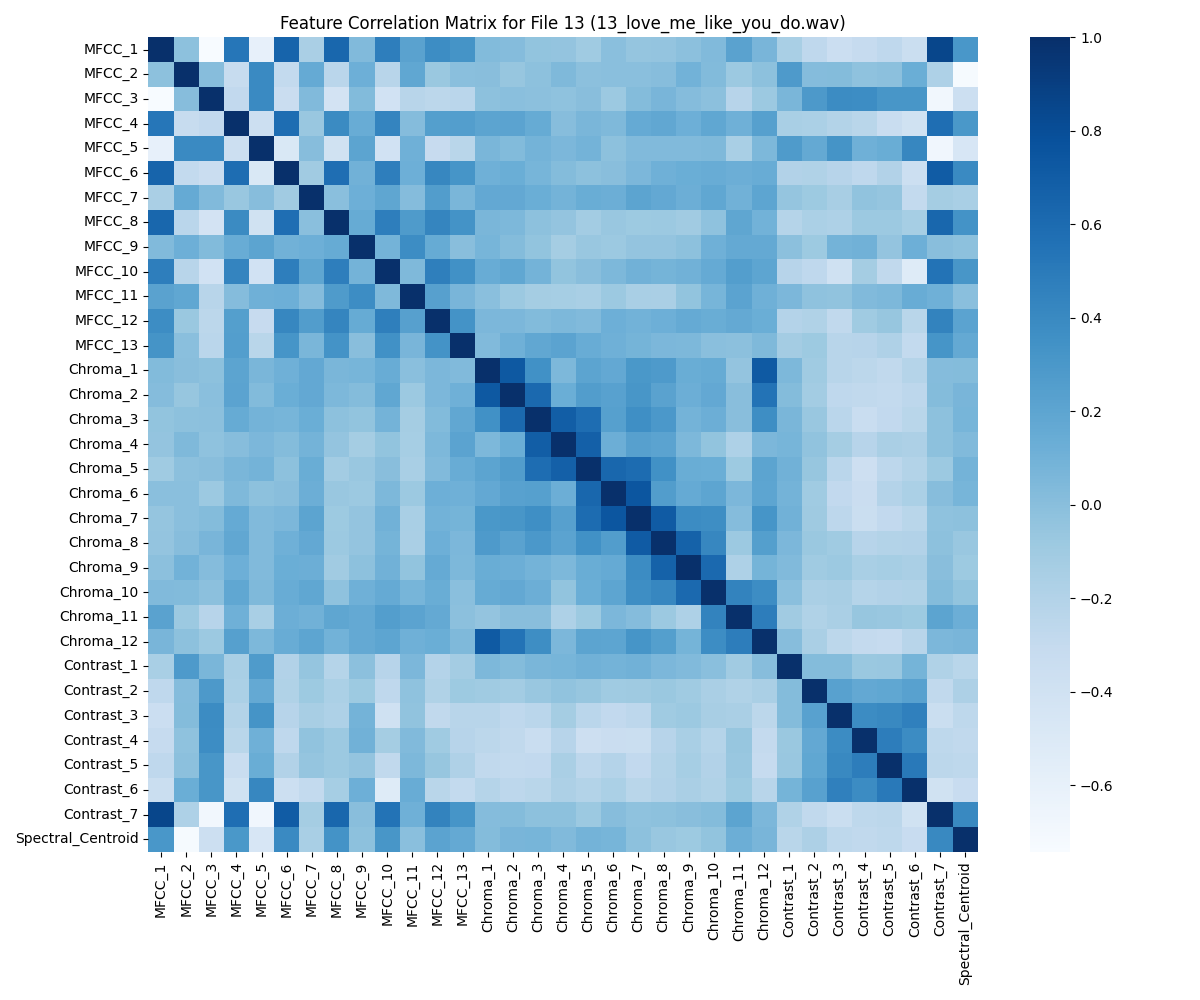 Feature Correlation Matrix for File 13 (13_love_me_like_you_do.wav)
MFCC_1
MFCC_2
MFCC_3
MFCC_4
MFCC_5
MFCC_6
MFCC_7
MFCC_8
MFCC_9
MFCC_10
MFCC_11
MFCC_12
MFCC_13
Chroma_1
Chroma_2
Chroma_3
Chroma_4
Chroma_5
Chroma_6
Chroma_7
Chroma_8
Chroma_9
Chroma_10
Chroma_11
Chroma_12
Contrast_1
Contrast_2
Contrast_3
Contrast_4
Contrast_5
Contrast_6
Contrast_7
Spectral_Centroid
MFCC_1
MFCC_2
MFCC_3
MFCC_4
MFCC_5
MFCC_6
MFCC_7
MFCC_8
MFCC_9
MFCC_10
MFCC_11
MFCC_12
MFCC_13
Chroma_1
Chroma_2
Chroma_3
Chroma_4
Chroma_5
Chroma_6
Chroma_7
Chroma_8
Chroma_9
Chroma_10
Chroma_11
Chroma_12
Contrast_1
Contrast_2
Contrast_3
Contrast_4
Contrast_5
Contrast_6
Contrast_7
Spectral_Centroid
1.0
0.8
0.6
0.4
0.2
0.0
−0.2
−0.4
−0.6